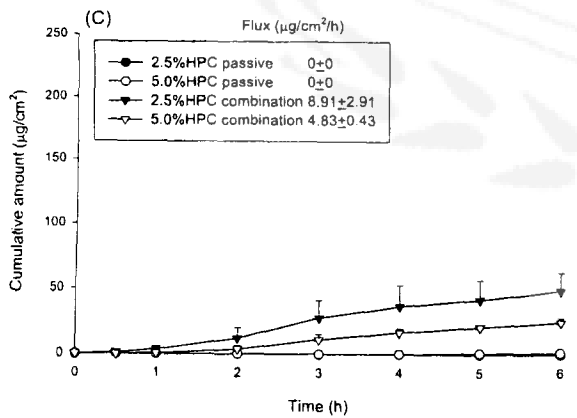 (C)
Flux (µg/cm²/h)
2.5%HPC passive 0±0
5.0%HPC passive 0±0
2.5%HPC combination 8.91±2.91
5.0%HPC combination 4.83±0.43
Cumulative amount (µg/cm²)
250
200
150
100
50
0
0 1 2 3 4 5 6
Time (h)